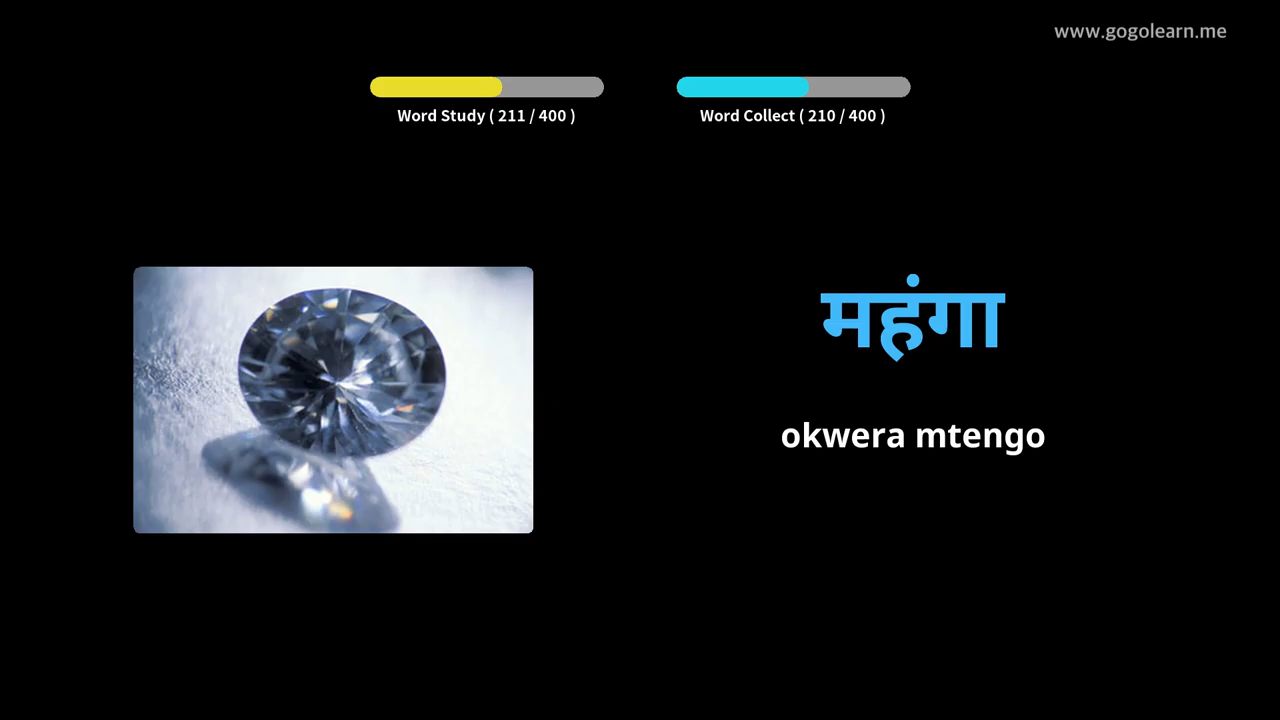 www.gogolearn.me
Word Study ( 211 / 400 )
Word Collect ( 210 / 400 )
महंगा
okwera mtengo